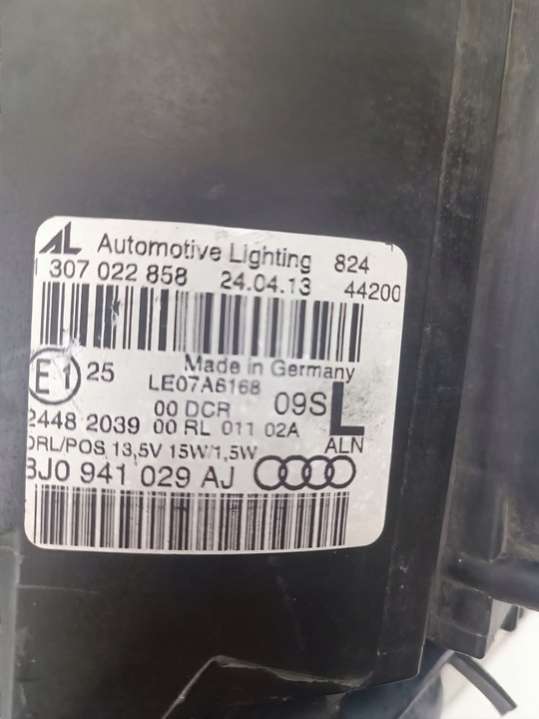 AL Automotive Lighting 824
307 022 858 24.04.13 44200
Made in Germany
E1 25 LE07A6168
00 DCR 09S L
2448 2039 00 RL 011 02A
DRL/POS 13,5V 15W/1,5W ALN
8J0 941 029 AJ